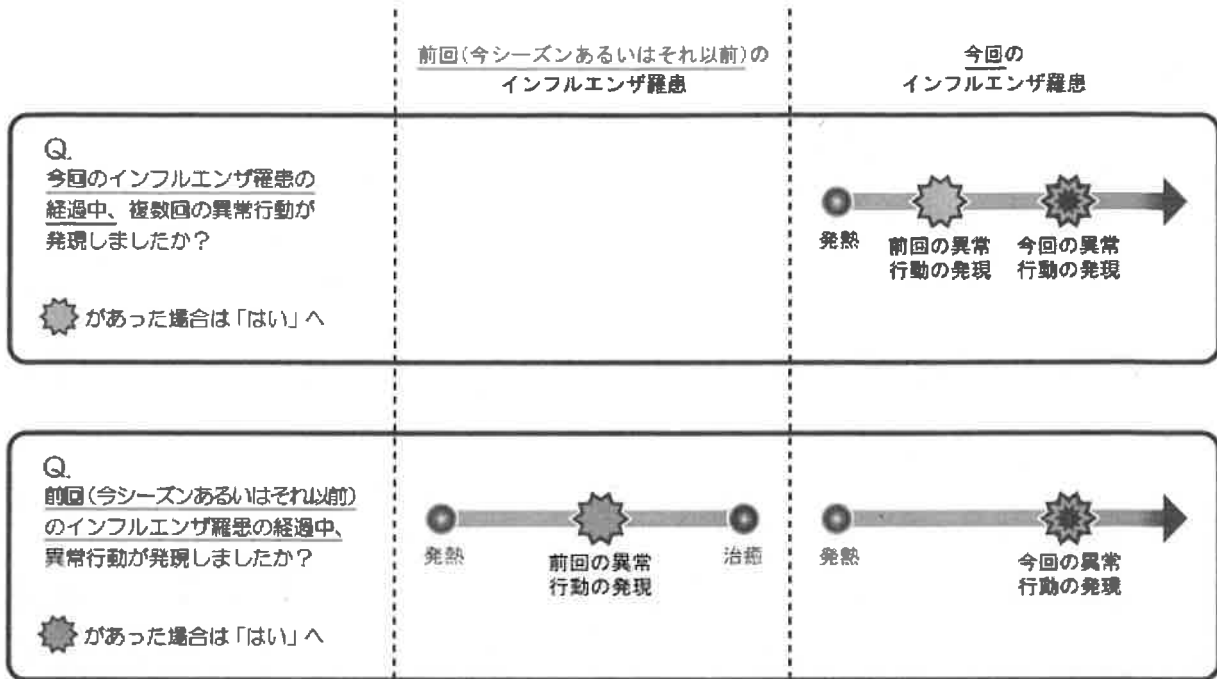 前回(今シーズンあるいはそれ以前)の
インフルエンザ罹患
今回の
インフルエンザ罹患
Q.
今回のインフルエンザ罹患の
経過中、複数回の異常行動が
発現しましたか？
があった場合は「はい」へ
発熱
前回の異常
行動の発現
今回の異常
行動の発現
Q.
前回(今シーズンあるいはそれ以前)
のインフルエンザ罹患の経過中、
異常行動が発現しましたか？
があった場合は「はい」へ
発熱
前回の異常
行動の発現
治癒
発熱
今回の異常
行動の発現